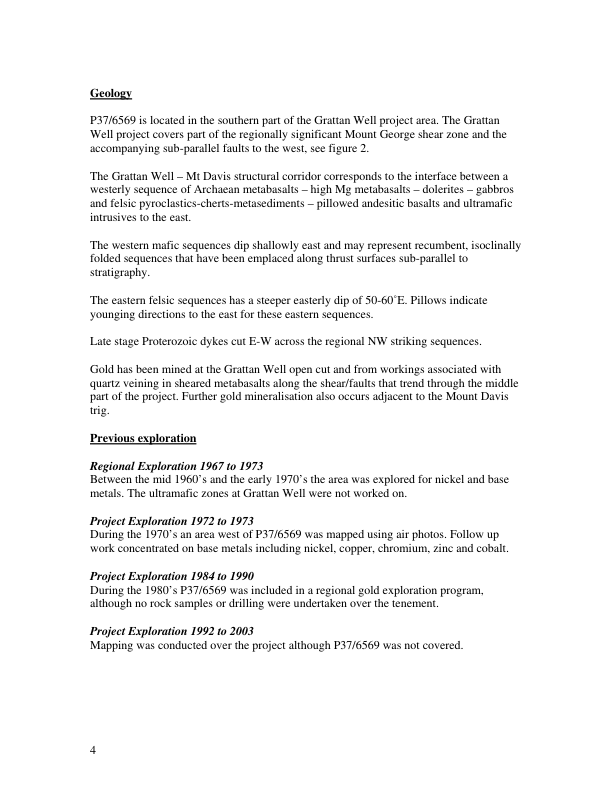 Geology
P37/6569 is located in the southern part of the Grattan Well project area. The Grattan
Well project covers part of the regionally significant Mount George shear zone and the
accompanying sub-parallel faults to the west, see figure 2.
The Grattan Well – Mt Davis structural corridor corresponds to the interface between a
westerly sequence of Archaean metabasalts – high Mg metabasalts – dolerites – gabbros
and felsic pyroclastics-cherts-metasediments – pillowed andesitic basalts and ultramafic
intrusives to the east.
The western mafic sequences dip shallowly east and may represent recumbent, isoclinally
folded sequences that have been emplaced along thrust surfaces sub-parallel to
stratigraphy.
The eastern felsic sequences has a steeper easterly dip of 50-60˚E. Pillows indicate
younging directions to the east for these eastern sequences.
Late stage Proterozoic dykes cut E-W across the regional NW striking sequences.
Gold has been mined at the Grattan Well open cut and from workings associated with
quartz veining in sheared metabasalts along the shear/faults that trend through the middle
part of the project. Further gold mineralisation also occurs adjacent to the Mount Davis
trig.
Previous exploration
Regional Exploration 1967 to 1973
Between the mid 1960’s and the early 1970’s the area was explored for nickel and base
metals. The ultramafic zones at Grattan Well were not worked on.
Project Exploration 1972 to 1973
During the 1970’s an area west of P37/6569 was mapped using air photos. Follow up
work concentrated on base metals including nickel, copper, chromium, zinc and cobalt.
Project Exploration 1984 to 1990
During the 1980’s P37/6569 was included in a regional gold exploration program,
although no rock samples or drilling were undertaken over the tenement.
Project Exploration 1992 to 2003
Mapping was conducted over the project although P37/6569 was not covered.
4